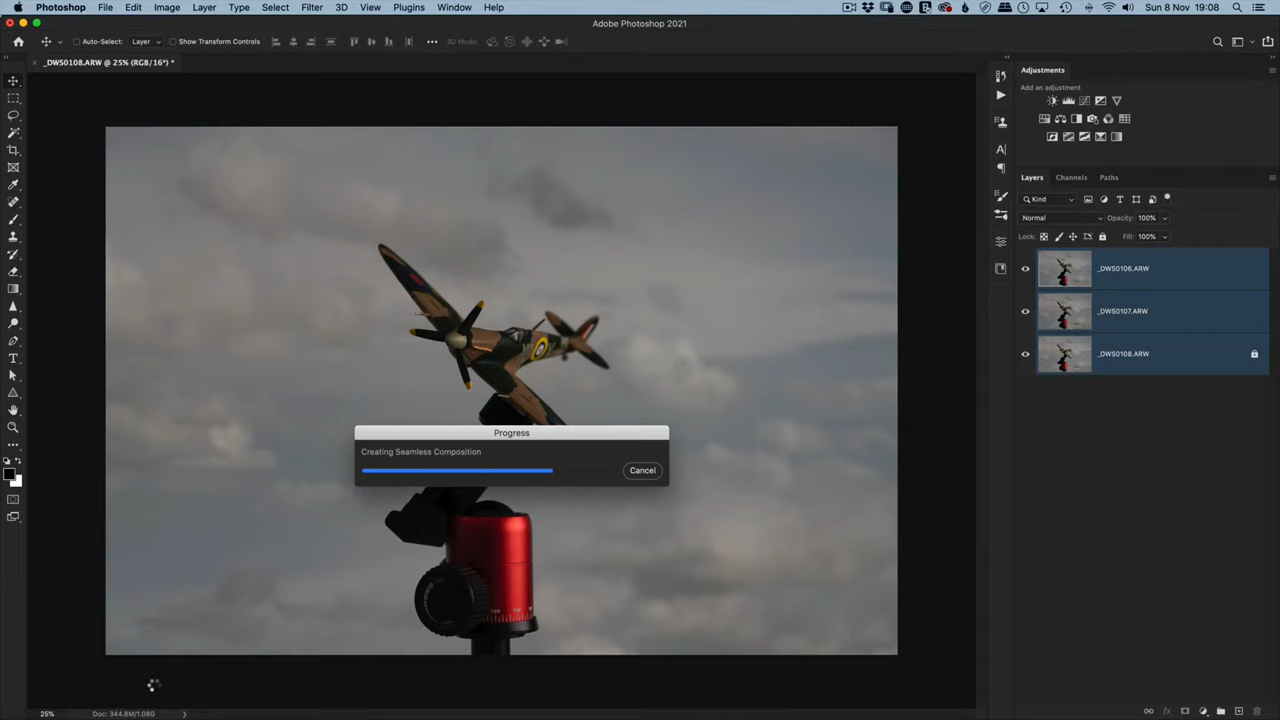 Photoshop File Edit Image Layer Type Select Filter 3D View Plugins Window Help Sun 8 Nov 19:08
Adobe Photoshop 2021
Auto-Select: Layer Show Transform Controls 3D Mode:
_DWS0108.ARW @ 25% (RGB/16*) *
Adjustments
Add an adjustment
Layers Channels Paths
Kind
Normal Opacity: 100%
Lock: Fill: 100%
_DWS0106.ARW
_DWS0107.ARW
_DWS0108.ARW
Progress
Creating Seamless Composition
Cancel
25% Doc: 344.8M/1.08G